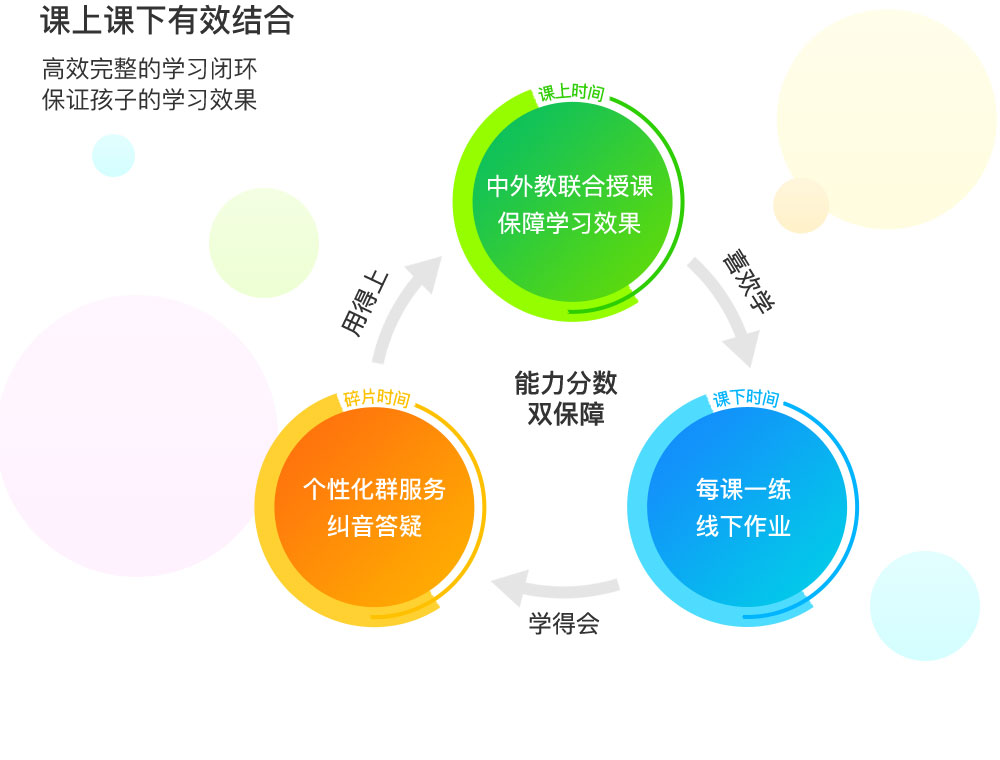 课上课下有效结合
高效完整的学习闭环
保证孩子的学习效果
课上时间
中外教联合授课
保障学习效果
用得上
喜欢学
能力分数
双保障
碎片时间
个性化群服务
纠音答疑
课下时间
每课一练
线下作业
学得会